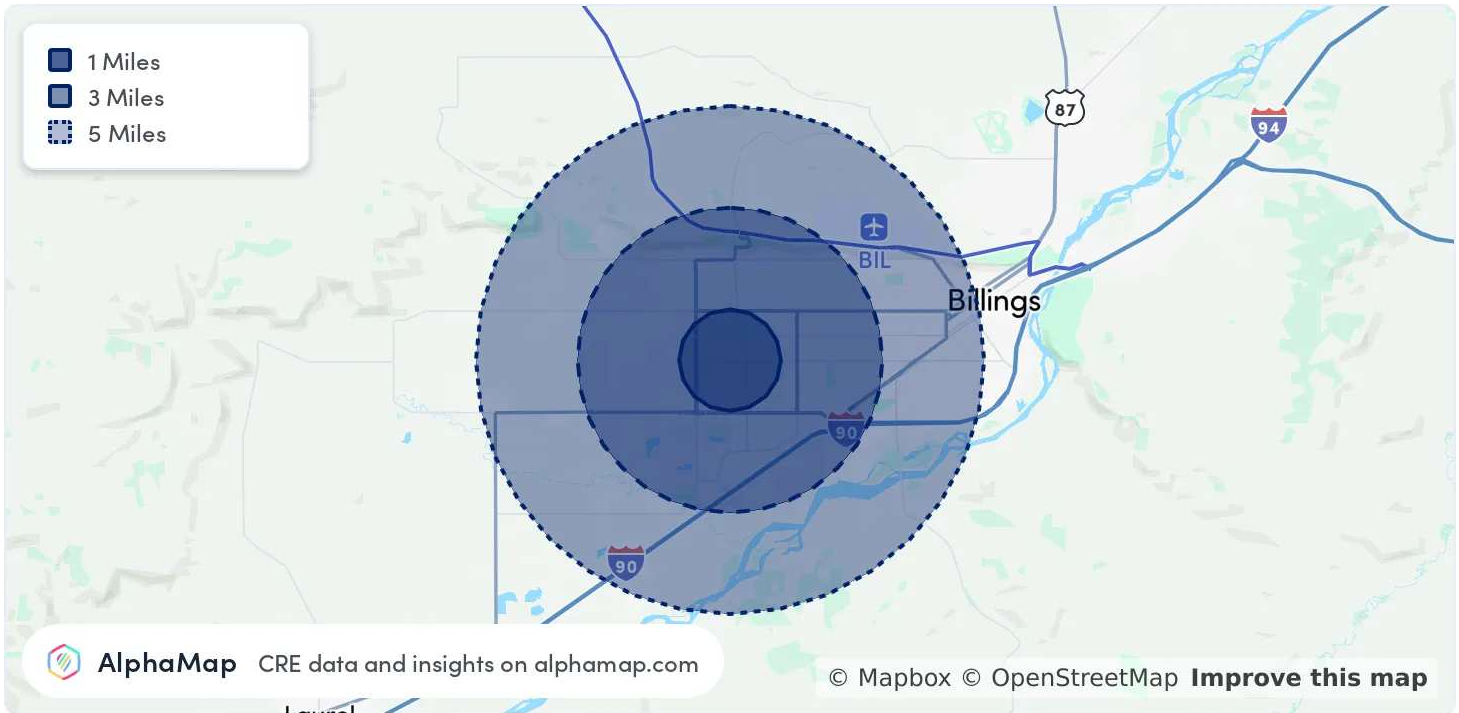 1 Miles
3 Miles
5 Miles
87
94
BIL
Billings
90
90
AlphaMap CRE data and insights on alphamap.com
© Mapbox © OpenStreetMap Improve this map
Laurel